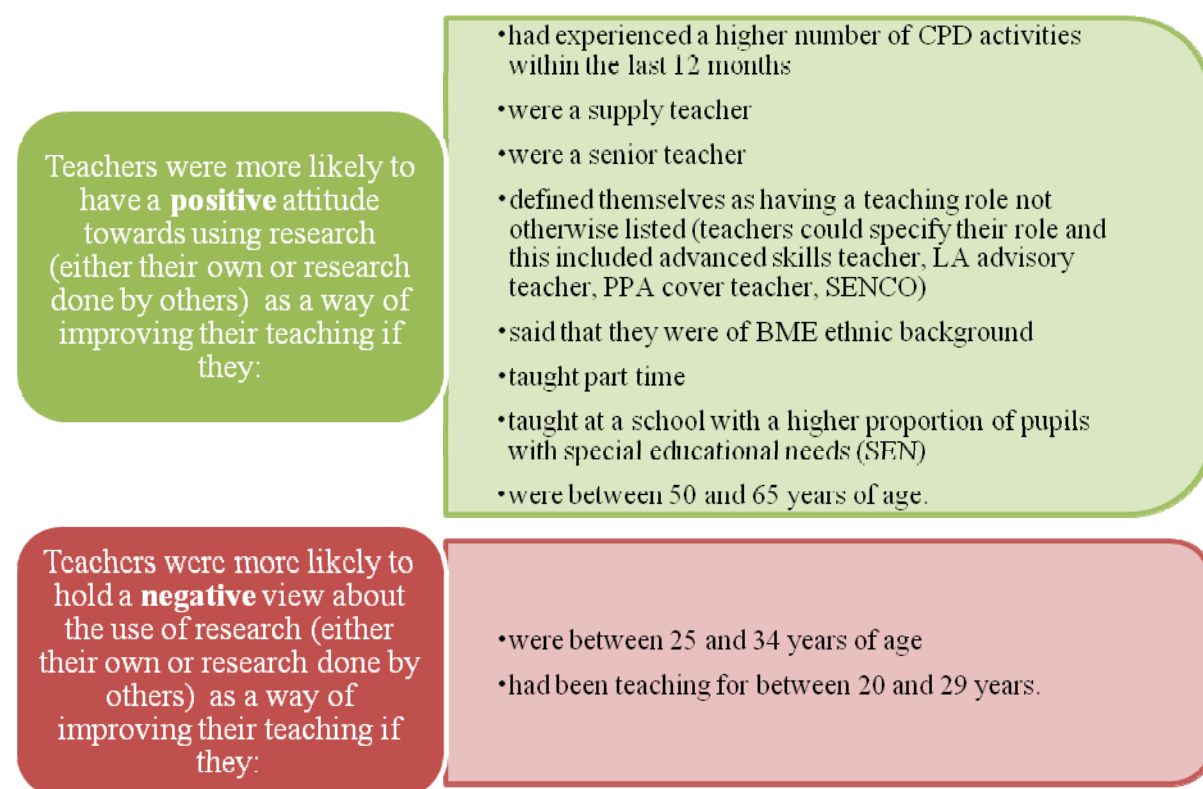 Teachers were more likely to
have a positive attitude
towards using research
(either their own or research
done by others) as a way of
improving their teaching if
they:
•had experienced a higher number of CPD activities
within the last 12 months
•were a supply teacher
•were a senior teacher
•defined themselves as having a teaching role not
otherwise listed (teachers could specify their role and
this included advanced skills teacher, LA advisory
teacher, PPA cover teacher, SENCO)
•said that they were of BME ethnic background
•taught part time
•taught at a school with a higher proportion of pupils
with special educational needs (SEN)
•were between 50 and 65 years of age.
Teachers were more likely to
hold a negative view about
the use of research (either
their own or research done by
others) as a way of
improving their teaching if
they:
•were between 25 and 34 years of age
•had been teaching for between 20 and 29 years.